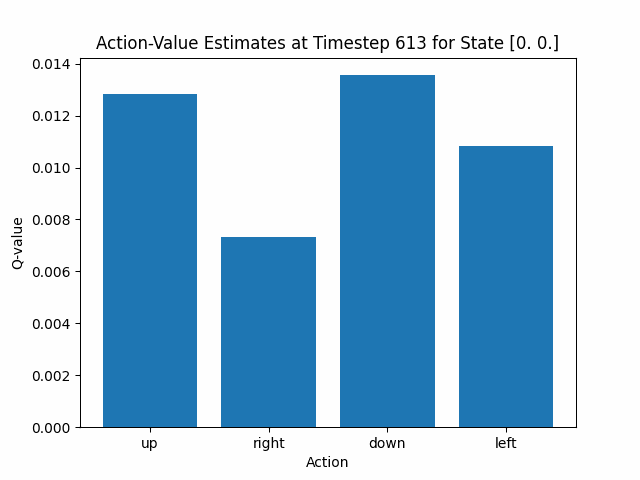 Action-Value Estimates at Timestep 613 for State [0. 0.]
0.014
0.012
0.010
0.008
0.006
0.004
0.002
0.000
Q-value
up right down left
Action